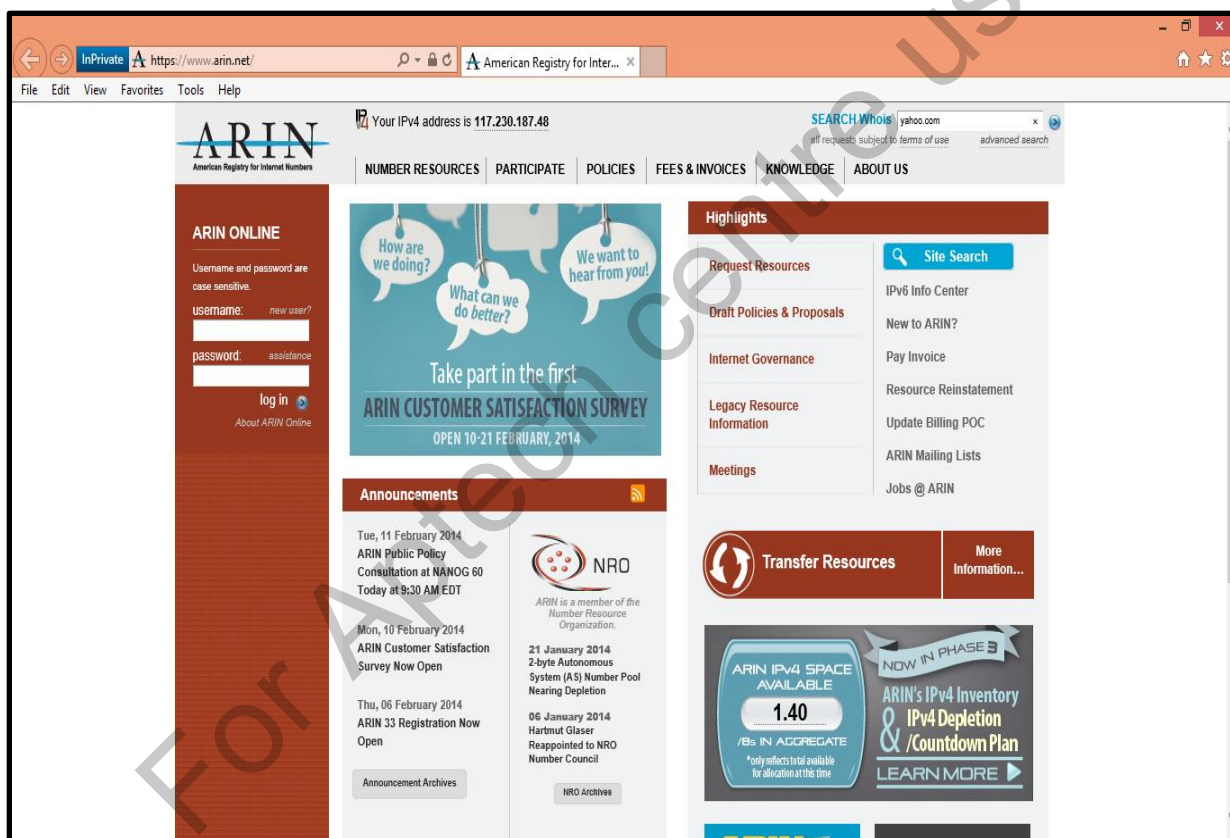 InPrivate
https://www.arin.net/
American Registry for Inter...
File Edit View Favorites Tools Help
ARIN
American Registry for Internet Numbers
IPv4
Your IPv4 address is 117.230.187.48
SEARCH Whois yahoo.com
all requests subject to terms of use advanced search
NUMBER RESOURCES PARTICIPATE POLICIES FEES & INVOICES KNOWLEDGE ABOUT US
ARIN ONLINE
Username and password are
case sensitive.
username: new user?
password: assistance
log in
About ARIN Online
How are
we doing?
What can we
do better?
We want to
hear from you!
Take part in the first
ARIN CUSTOMER SATISFACTION SURVEY
OPEN 10-21 FEBRUARY, 2014
Highlights
Request Resources
Draft Policies & Proposals
Internet Governance
Legacy Resource
Information
Meetings
Site Search
IPv6 Info Center
New to ARIN?
Pay Invoice
Resource Reinstatement
Update Billing POC
ARIN Mailing Lists
Jobs @ ARIN
Announcements
Tue, 11 February 2014
ARIN Public Policy
Consultation at NANOG 60
Today at 9:30 AM EDT
Mon, 10 February 2014
ARIN Customer Satisfaction
Survey Now Open
Thu, 06 February 2014
ARIN 33 Registration Now
Open
Announcement Archives
NRO
ARIN is a member of the
Number Resource
Organization.
21 January 2014
2-byte Autonomous
System (AS) Number Pool
Nearing Depletion
06 January 2014
Hartmut Glaser
Reappointed to NRO
Number Council
NRO Archives
Transfer Resources
More
Information...
ARIN IPv4 SPACE
AVAILABLE
1.40
/8s IN AGGREGATE
*only reflects total available
for allocation at this time
NOW IN PHASE 3
ARIN's IPv4 Inventory
& IPv4 Depletion
/Countdown Plan
LEARN MORE
For Aptech centre us